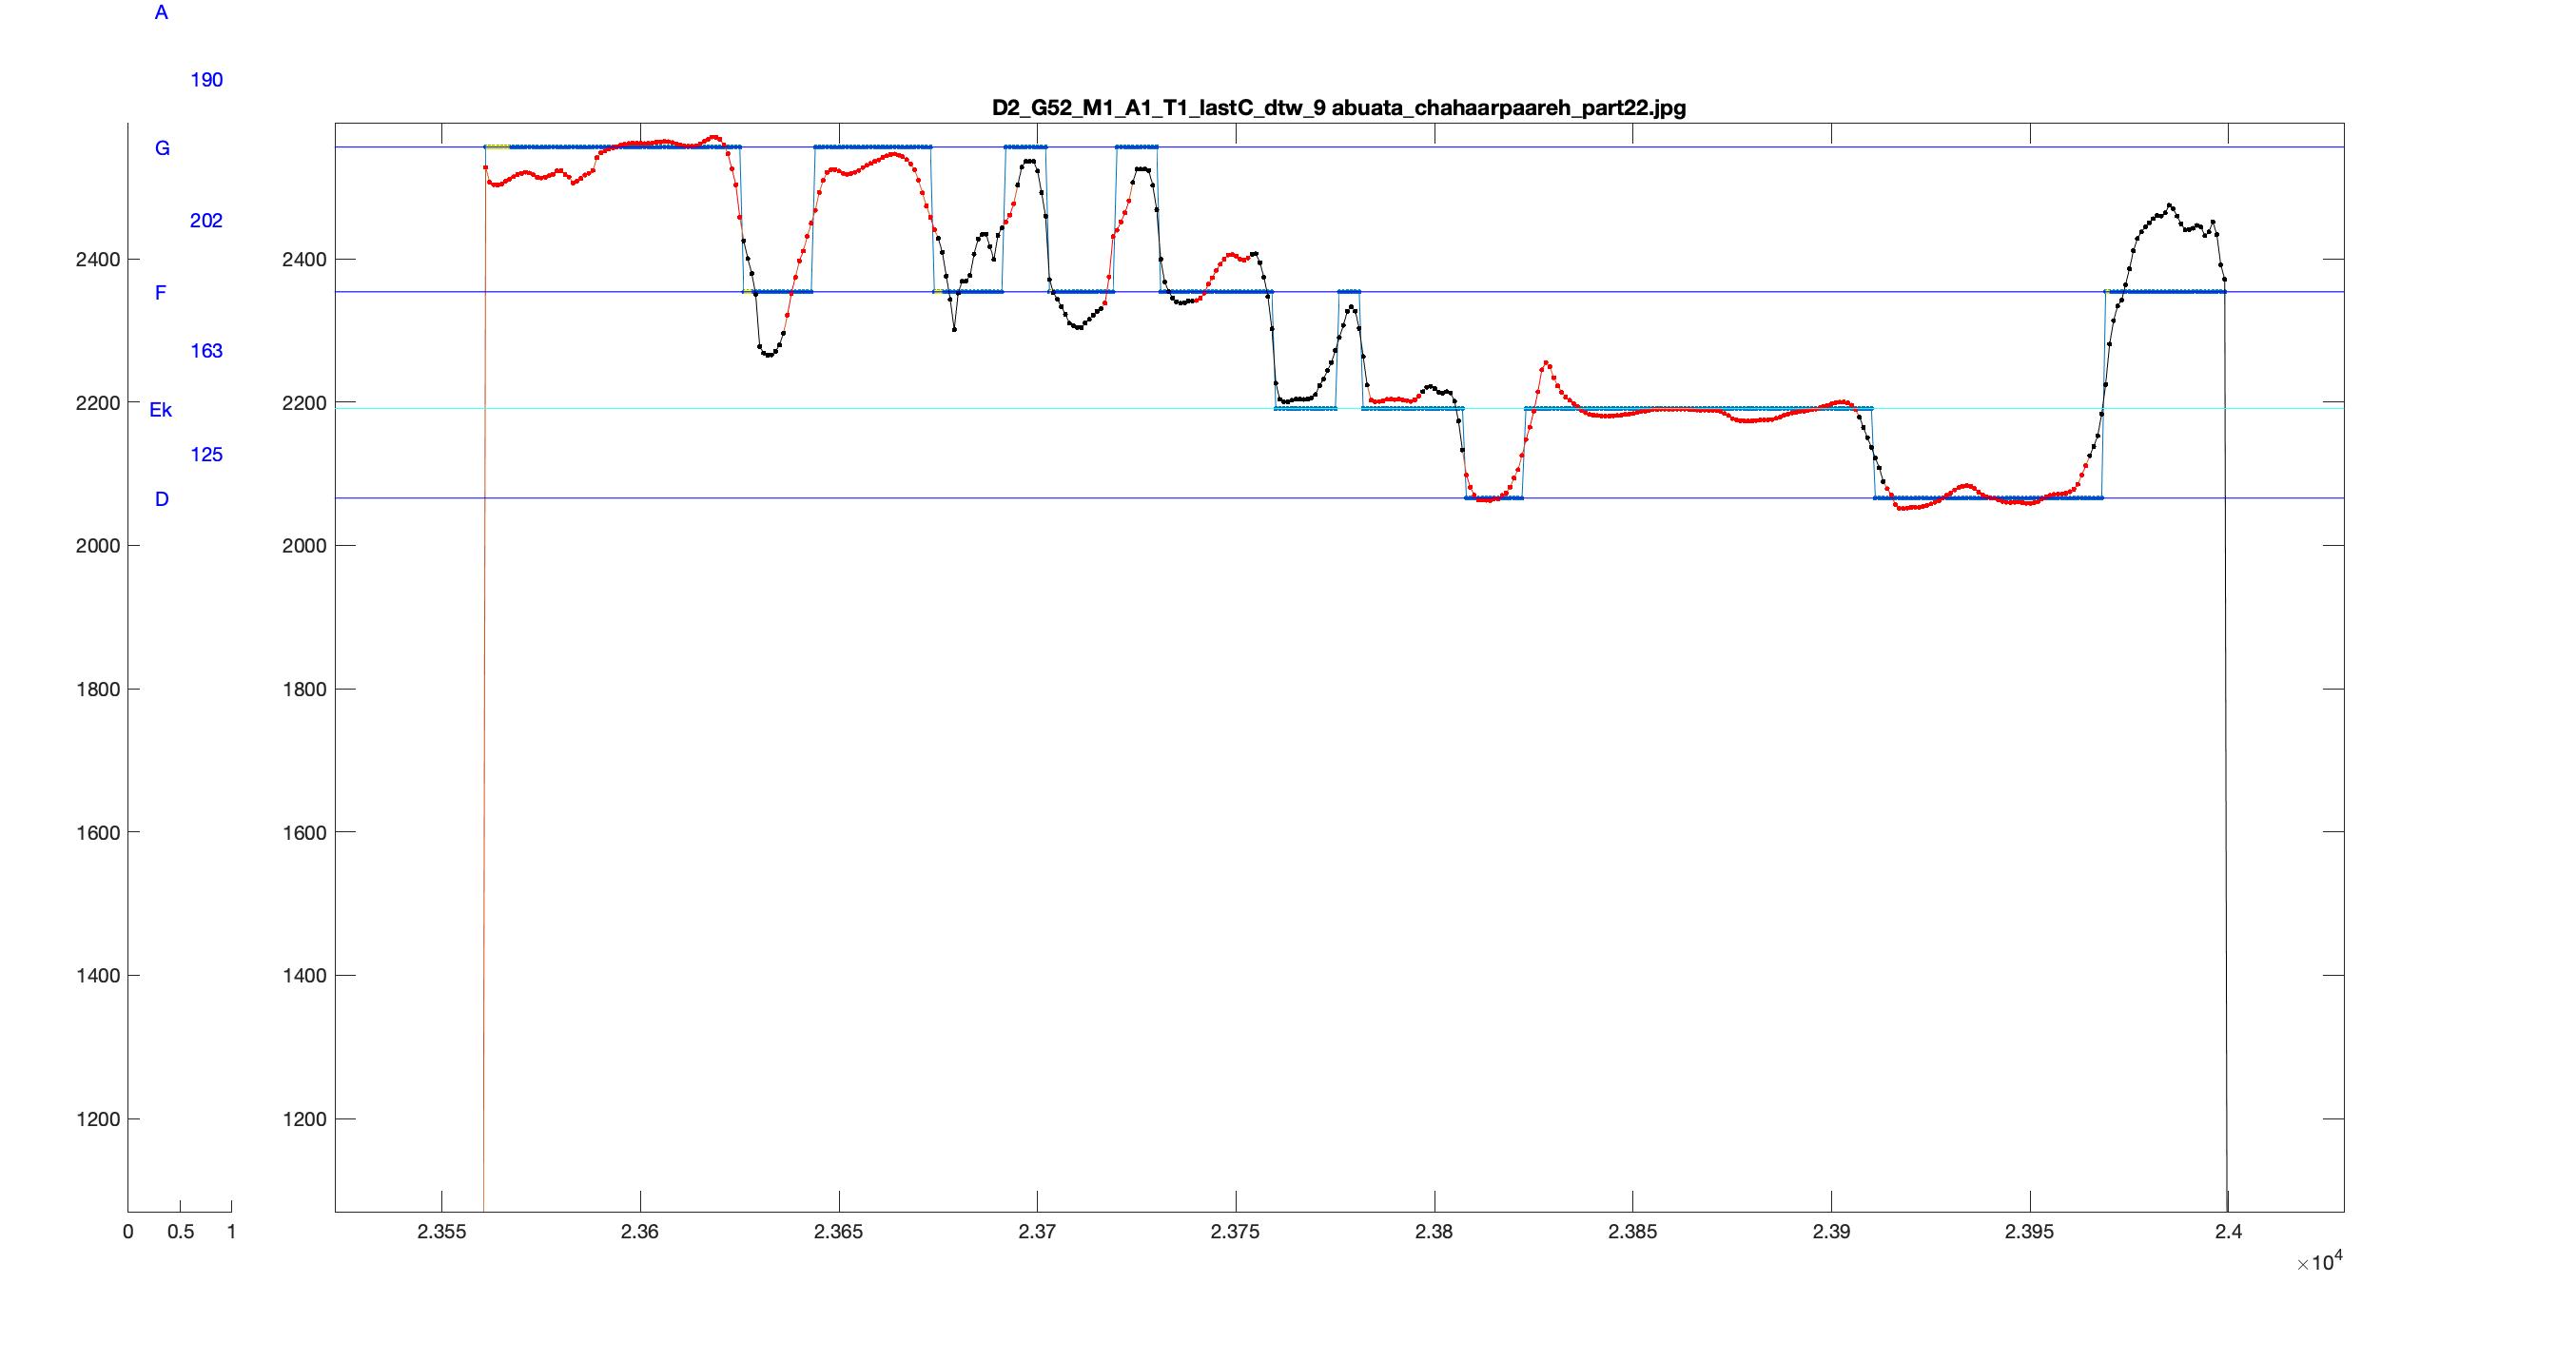 A
190
D2_G52_M1_A1_T1_lastC_dtw_9 abuata_chahaarpaareh_part22.jpg
G
202
2400 2400
F
163
2200 Ek 2200
125
D
2000 2000
1800 1800
1600 1600
1400 1400
1200 1200
0 0.5 1 2.355 2.36 2.365 2.37 2.375 2.38 2.385 2.39 2.395 2.4
×10^4